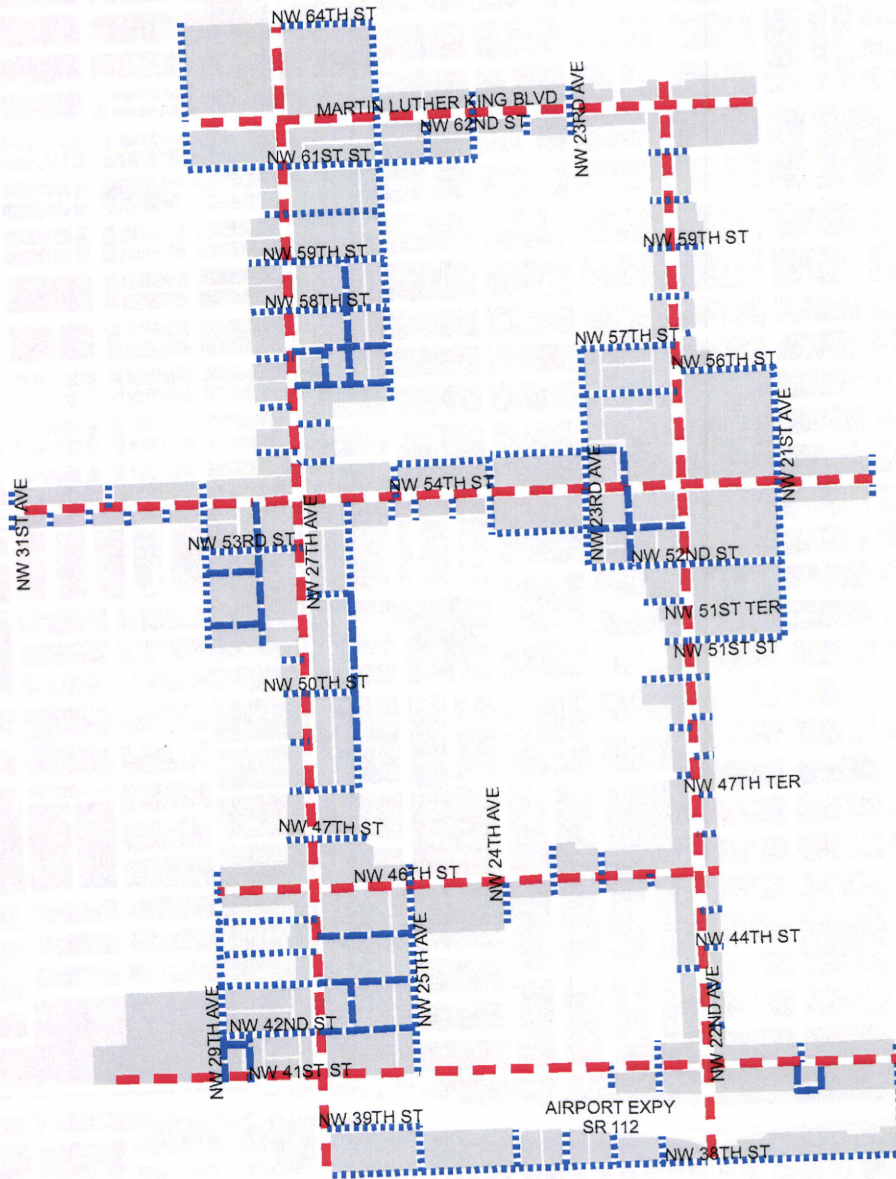 NW 64TH ST
MARTIN LUTHER KING BLVD
NW 62ND ST
NW 23RD AVE
NW 61ST ST
NW 59TH ST
NW 59TH ST
NW 58TH ST
NW 57TH ST
NW 56TH ST
NW 21ST AVE
NW 31ST AVE
NW 54TH ST
NW 23RD AVE
NW 53RD ST
NW 27TH AVE
NW 52ND ST
NW 51ST TER
NW 51ST ST
NW 50TH ST
NW 47TH TER
NW 47TH ST
NW 24TH AVE
NW 46TH ST
NW 25TH AVE
NW 44TH ST
NW 29TH AVE
NW 42ND ST
NW 22ND AVE
NW 41ST ST
NW 39TH ST
AIRPORT EXPY
SR 112
NW 38TH ST